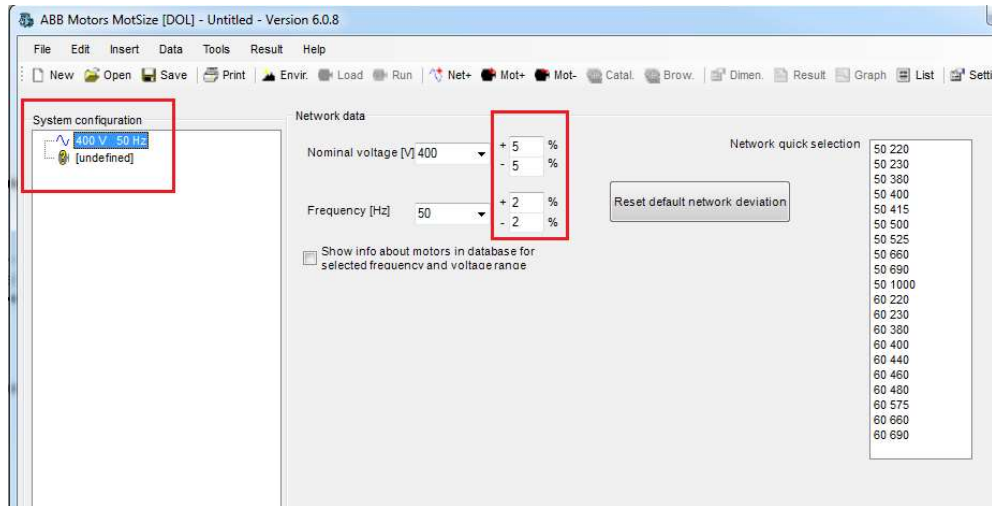 ABB Motors MotSize [DOL] - Untitled - Version 6.0.8
File Edit Insert Data Tools Result Help
New Open Save Print Envir. Load Run Net+ Mot+ Mot- Catal. Brow. Dimen. Result Graph List Setti
System configuration
400 V 50 Hz
[undefined]
Network data
Nominal voltage [V] 400 + 5 %
- 5 %
Frequency [Hz] 50 + 2 %
- 2 %
Show info about motors in database for
selected frequency and voltage range
Reset default network deviation
Network quick selection
50 220
50 230
50 380
50 400
50 415
50 500
50 525
50 660
50 690
50 1000
60 220
60 230
60 380
60 400
60 440
60 460
60 480
60 575
60 660
60 690